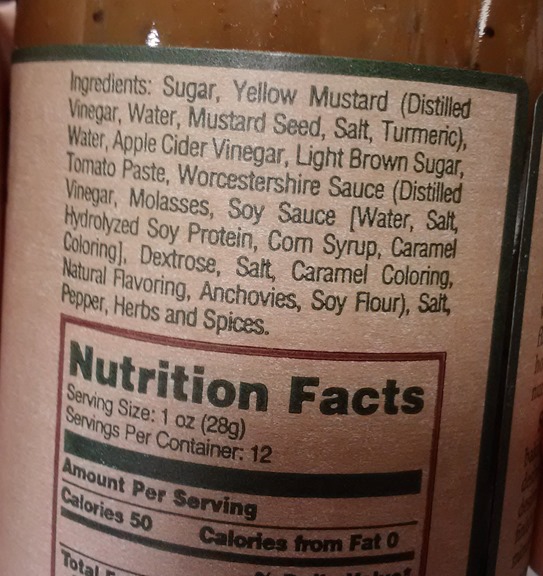 Ingredients: Sugar, Yellow Mustard (Distilled
Vinegar, Water, Mustard Seed, Salt, Turmeric),
Water, Apple Cider Vinegar, Light Brown Sugar,
Tomato Paste, Worcestershire Sauce (Distilled
Vinegar, Molasses, Soy Sauce [Water, Salt,
Hydrolyzed Soy Protein, Corn Syrup, Caramel
Coloring], Dextrose, Salt, Caramel Coloring,
Natural Flavoring, Anchovies, Soy Flour), Salt,
Pepper, Herbs and Spices.
Nutrition Facts
Serving Size: 1 oz (28g)
Servings Per Container: 12
Amount Per Serving
Calories 50 Calories from Fat 0
Total